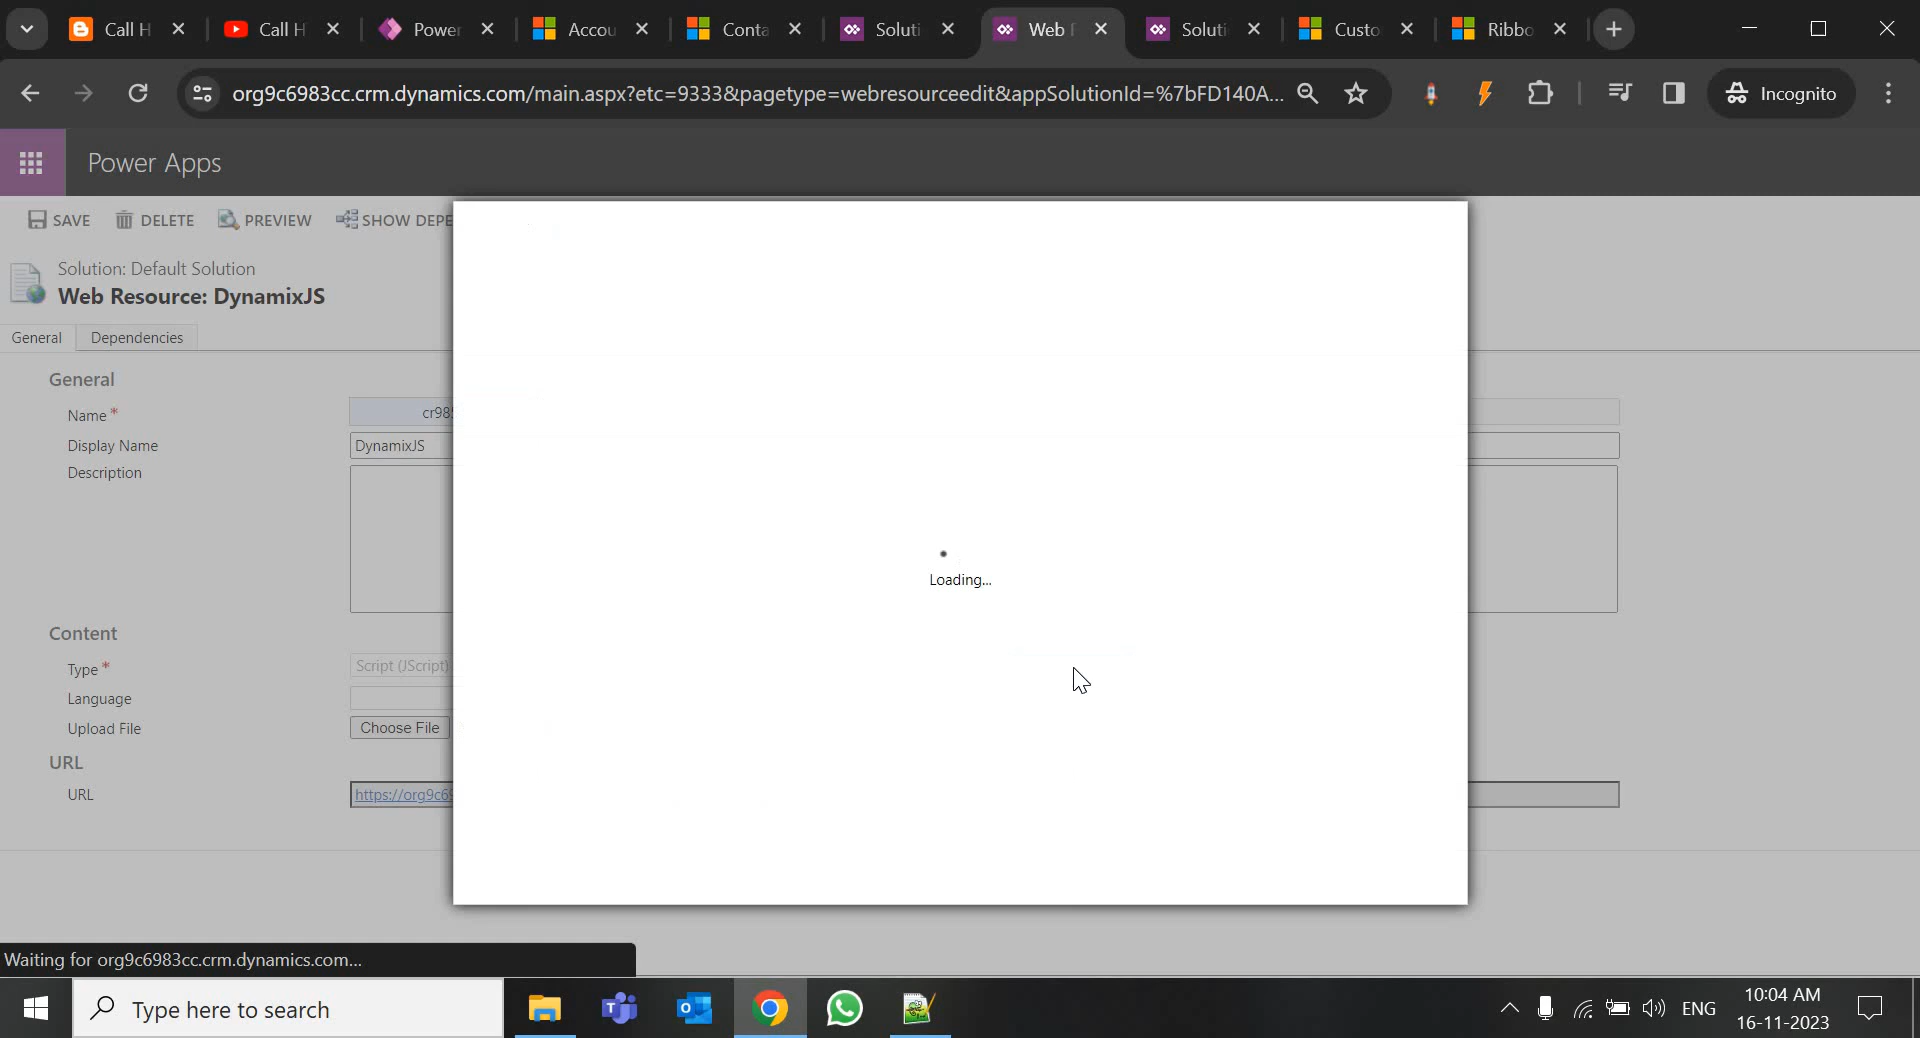 Call H
Call H
Power
Accou
Conta
Soluti
Web
Soluti
Custo
Ribbo
org9c6983cc.crm.dynamics.com/main.aspx?etc=9333&pagetype=webresourceedit&appSolutionId=%7bFD140A...
Incognito
Power Apps
SAVE
DELETE
PREVIEW
SHOW DEPE
Solution: Default Solution
Web Resource: DynamixJS
General
Dependencies
General
Name *
cr98
Display Name
DynamixJS
Description
Loading...
Content
Type *
Script (JScript)
Language
Upload File
Choose File
URL
URL
https://org9c69
Waiting for org9c6983cc.crm.dynamics.com...
Type here to search
ENG
10:04 AM
16-11-2023